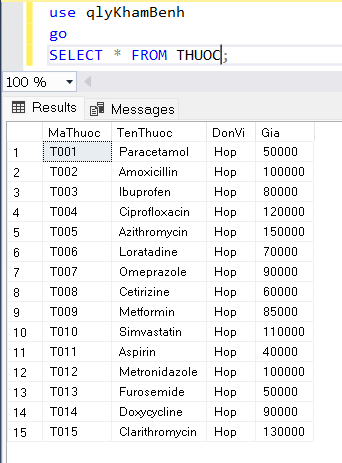 use qlyKhamBenh
go
SELECT * FROM THUOC;
100 %
Results Messages
MaThuoc TenThuoc DonVi Gia
1 T001 Paracetamol Hop 50000
2 T002 Amoxicillin Hop 100000
3 T003 Ibuprofen Hop 80000
4 T004 Ciprofloxacin Hop 120000
5 T005 Azithromycin Hop 150000
6 T006 Loratadine Hop 70000
7 T007 Omeprazole Hop 90000
8 T008 Cetirizine Hop 60000
9 T009 Metformin Hop 85000
10 T010 Simvastatin Hop 110000
11 T011 Aspirin Hop 40000
12 T012 Metronidazole Hop 100000
13 T013 Furosemide Hop 50000
14 T014 Doxycycline Hop 90000
15 T015 Clarithromycin Hop 130000